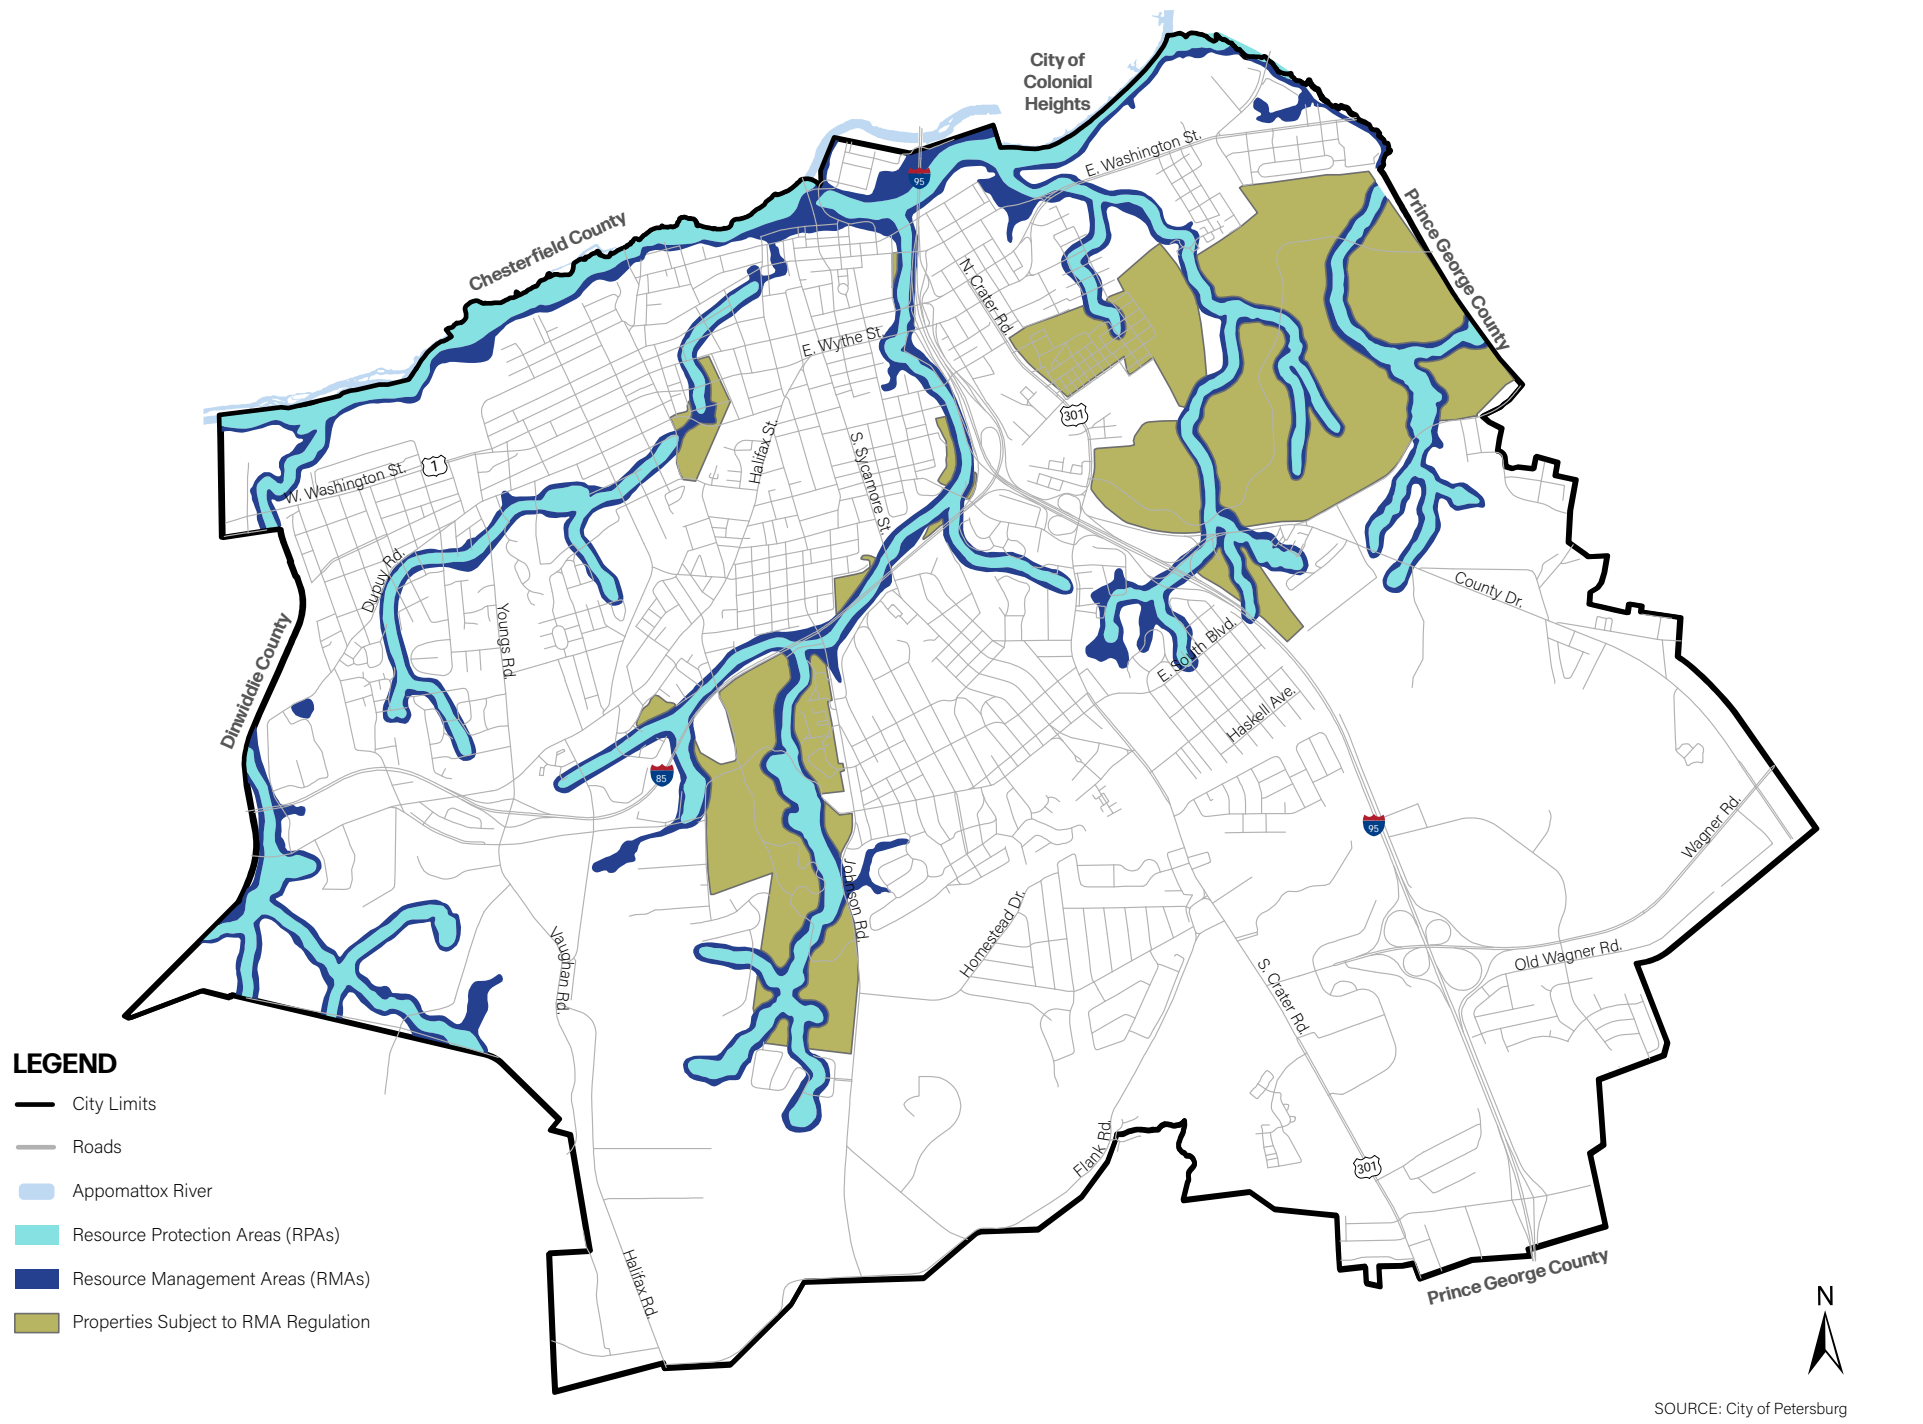 City of
Colonial
Heights
E. Washington St.
95
Prince George County
Chesterfield County
N. Crater Rd.
E. Wythe St.
301
Halifax St.
S. Sycamore St.
W. Washington St.
1
Dupuy Rd.
Youngs Rd.
County Dr.
E. South Blvd.
Haskell Ave.
Dinwiddie County
85
95
Wagner Rd.
Johnson Rd.
Homestead Dr.
Vaughan Rd.
Old Wagner Rd.
S. Crater Rd.
Flank Rd.
301
Halifax Rd.
Prince George County
LEGEND
City Limits
Roads
Appomattox River
Resource Protection Areas (RPAs)
Resource Management Areas (RMAs)
Properties Subject to RMA Regulation
N
SOURCE: City of Petersburg